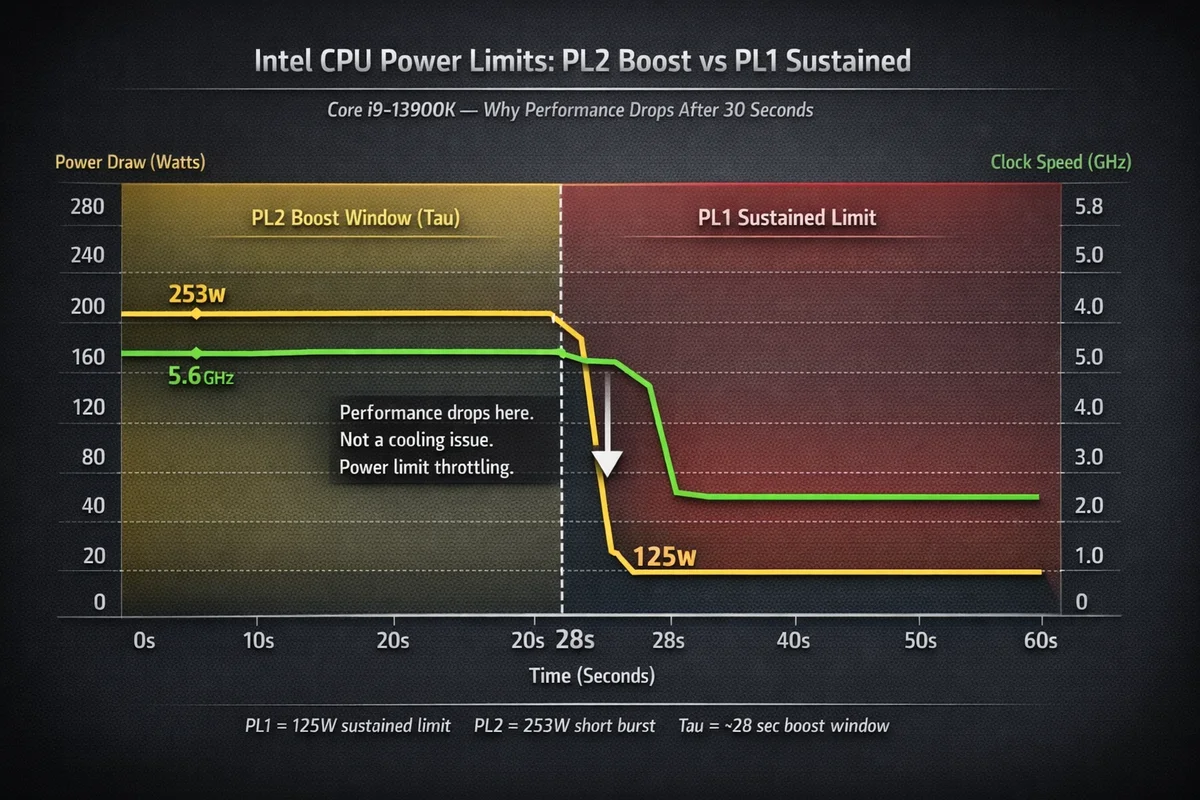 Intel CPU Power Limits: PL2 Boost vs PL1 Sustained
Core i9-13900K — Why Performance Drops After 30 Seconds
Power Draw (Watts)
Clock Speed (GHz)
PL2 Boost Window (Tau)
PL1 Sustained Limit
280
240
200
160
120
80
40
20
0
253w
5.6GHz
Performance drops here.
Not a cooling issue.
Power limit throttling.
125w
5.8
5.0
4.0
5.0
4.0
3.0
2.0
1.0
0
0s 10s 20s 20s 28s 28s 40s 50s 60s
Time (Seconds)
PL1 = 125W sustained limit PL2 = 253W short burst Tau = ~28 sec boost window